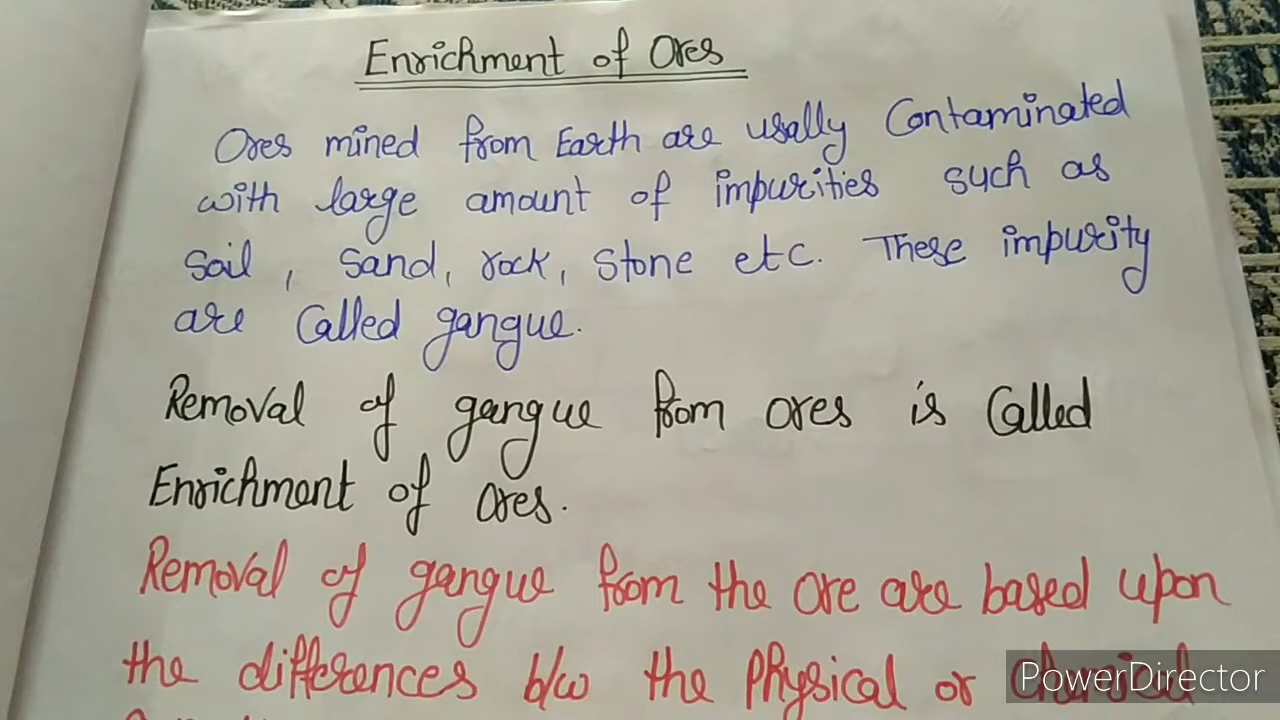 Enrichment of Ores
Ores mined from Earth are usally Contaminated
with large amount of impurities such as
Soil , Sand, rock, Stone etc. These impurity
are Called gangue.
Removal of gangue from ores is Called
Enrichment of ores.
Removal of gangue from the ore are based upon
the differences b/w the Physical or Chemical
PowerDirector